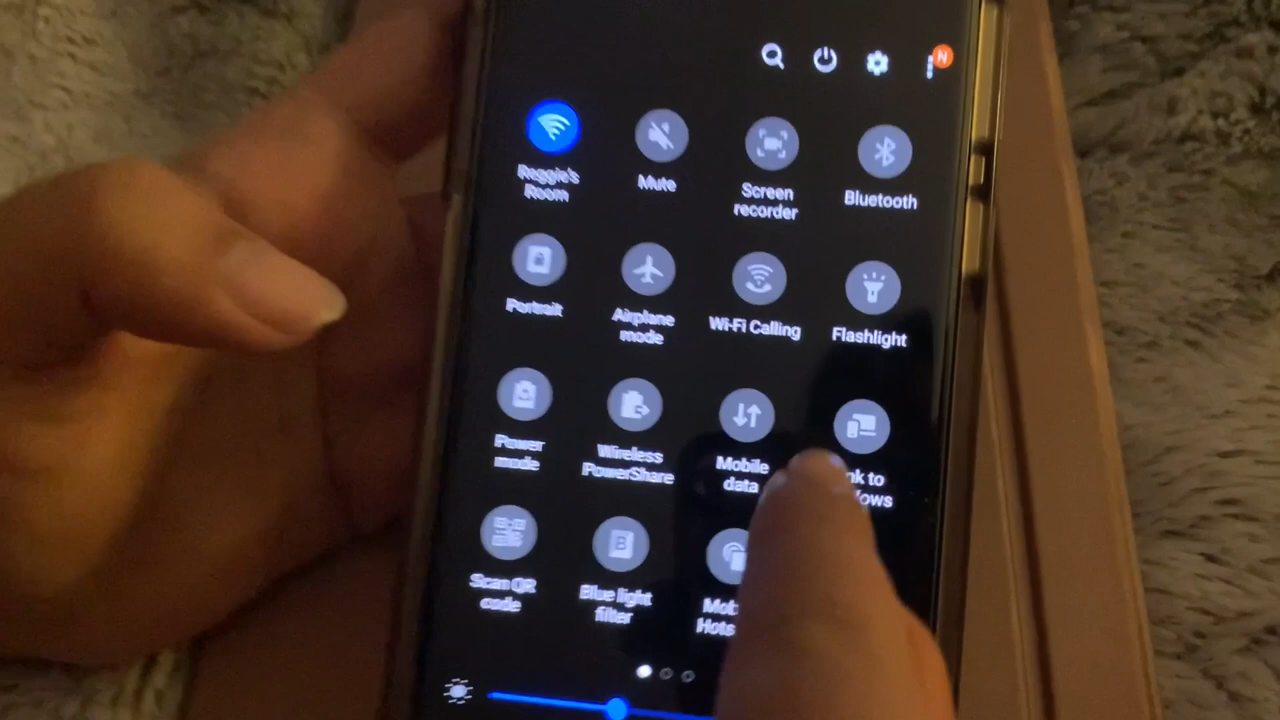 N
Reggie's
Room
Mute
Screen
recorder
Bluetooth
Portrait
Airplane
mode
Wi-Fi Calling
Flashlight
Power
mode
Wireless
PowerShare
Mobile
data
nk to
ows
Scan QR
code
B
Blue light
filter
Mob
Hots